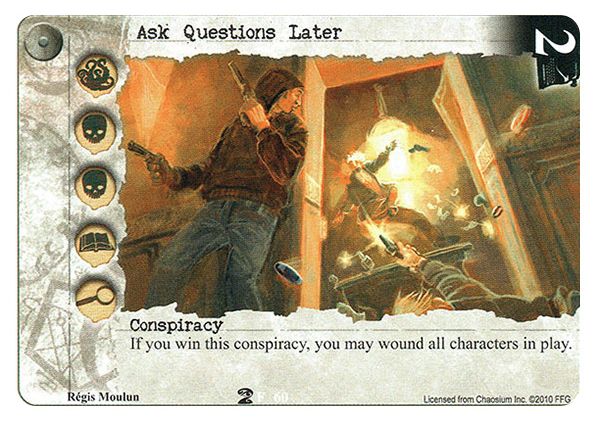 Ask Questions Later
2
Conspiracy
If you win this conspiracy, you may wound all characters in play.
Régis Moulun
F 60
Licensed from Chaosium Inc. ©2010 FFG